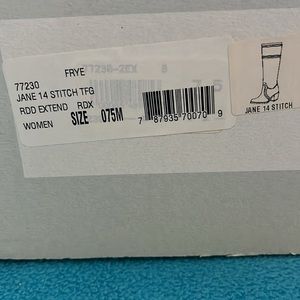 77230 FRYE
JANE 14 STITCH TFG
RDD EXTEND RDX
WOMEN SIZE 075M
7 87935 70070 9
JANE 14 STITCH